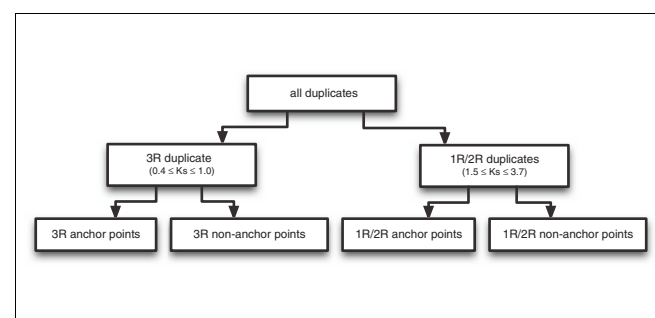 all duplicates
3R duplicate
(0.4 ≤ Ks ≤ 1.0)
1R/2R duplicates
(1.5 ≤ Ks ≤ 3.7)
3R anchor points
3R non-anchor points
1R/2R anchor points
1R/2R non-anchor points